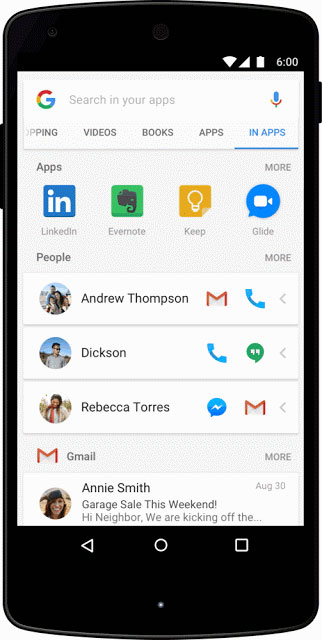 6:00
Search in your apps
OPPING VIDEOS BOOKS APPS IN APPS
Apps MORE
LinkedIn Evernote Keep Glide
People MORE
Andrew Thompson
Dickson
Rebecca Torres
Gmail MORE
Annie Smith Aug 30
Garage Sale This Weekend!
Hi Neighbor, We are kicking off the...